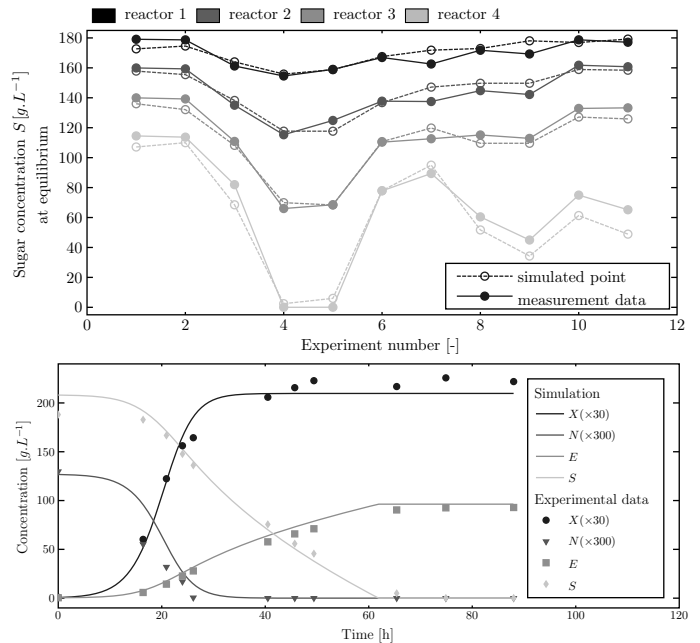 reactor 1 reactor 2 reactor 3 reactor 4
180
160
140
120
100
80
60
40
20
0
Sugar concentration S [g.L⁻¹]
at equilibrium
simulated point
measurement data
0 2 4 6 8 10 12
Experiment number [-]
200
150
100
50
0
Concentration [g.L⁻¹]
Simulation
X(×30)
N(×300)
E
S
Experimental data
X(×30)
N(×300)
E
S
0 20 40 60 80 100 120
Time [h]